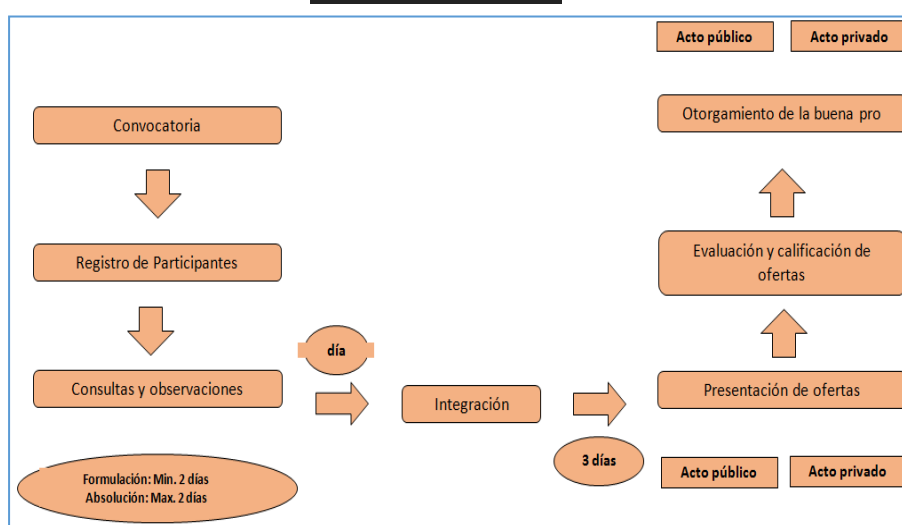 Acto público
Acto privado
Convocatoria
Otorgamiento de la buena pro
Registro de Participantes
Evaluación y calificación de
ofertas
día
Consultas y observaciones
Integración
Presentación de ofertas
3 días
Acto público
Acto privado
Formulación: Min. 2 días
Absolución: Max. 2 días